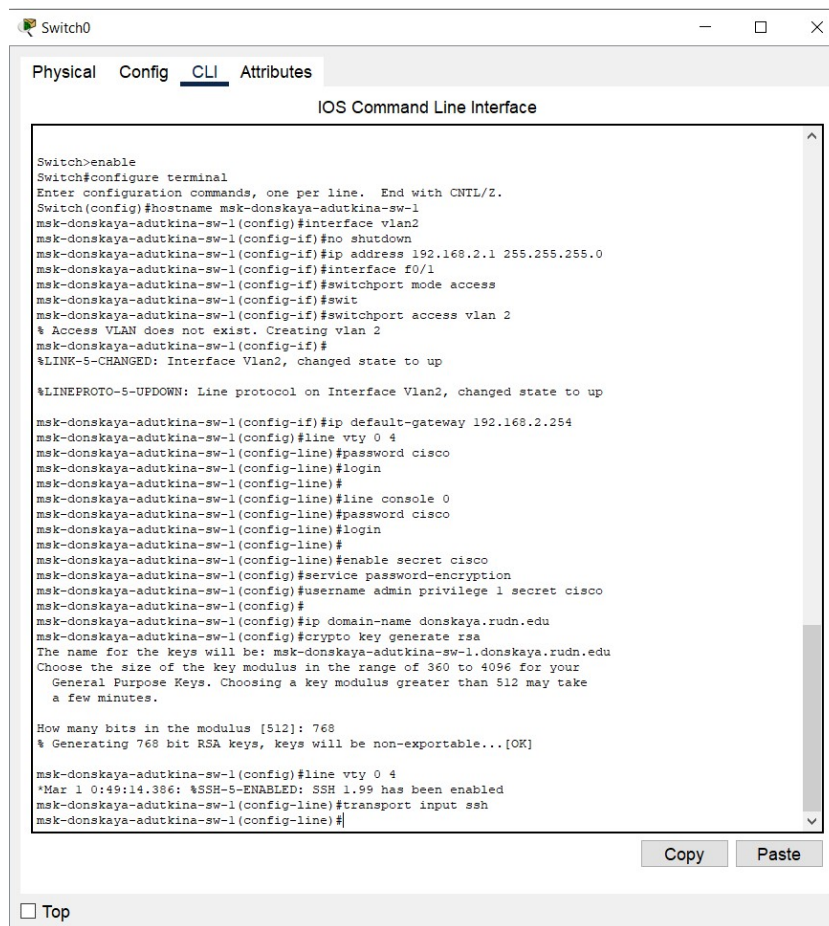 Switch0
Physical Config CLI Attributes
IOS Command Line Interface
Switch>enable
Switch#configure terminal
Enter configuration commands, one per line.  End with CNTL/Z.
Switch(config)#hostname msk-donskaya-adutkina-sw-1
msk-donskaya-adutkina-sw-1(config)#interface vlan2
msk-donskaya-adutkina-sw-1(config-if)#no shutdown
msk-donskaya-adutkina-sw-1(config-if)#ip address 192.168.2.1 255.255.255.0
msk-donskaya-adutkina-sw-1(config-if)#interface f0/1
msk-donskaya-adutkina-sw-1(config-if)#switchport mode access
msk-donskaya-adutkina-sw-1(config-if)#swit
msk-donskaya-adutkina-sw-1(config-if)#switchport access vlan 2
% Access VLAN does not exist. Creating vlan 2
msk-donskaya-adutkina-sw-1(config-if)#
%LINK-5-CHANGED: Interface Vlan2, changed state to up
%LINEPROTO-5-UPDOWN: Line protocol on Interface Vlan2, changed state to up
msk-donskaya-adutkina-sw-1(config-if)#ip default-gateway 192.168.2.254
msk-donskaya-adutkina-sw-1(config)#line vty 0 4
msk-donskaya-adutkina-sw-1(config-line)#password cisco
msk-donskaya-adutkina-sw-1(config-line)#login
msk-donskaya-adutkina-sw-1(config-line)#
msk-donskaya-adutkina-sw-1(config-line)#line console 0
msk-donskaya-adutkina-sw-1(config-line)#password cisco
msk-donskaya-adutkina-sw-1(config-line)#login
msk-donskaya-adutkina-sw-1(config-line)#
msk-donskaya-adutkina-sw-1(config-line)#enable secret cisco
msk-donskaya-adutkina-sw-1(config)#service password-encryption
msk-donskaya-adutkina-sw-1(config)#username admin privilege 1 secret cisco
msk-donskaya-adutkina-sw-1(config)#
msk-donskaya-adutkina-sw-1(config)#ip domain-name donskaya.rudn.edu
msk-donskaya-adutkina-sw-1(config)#crypto key generate rsa
The name for the keys will be: msk-donskaya-adutkina-sw-1.donskaya.rudn.edu
Choose the size of the key modulus in the range of 360 to 4096 for your
General Purpose Keys. Choosing a key modulus greater than 512 may take
a few minutes.
How many bits in the modulus [512]: 768
% Generating 768 bit RSA keys, keys will be non-exportable...[OK]
msk-donskaya-adutkina-sw-1(config)#line vty 0 4
*Mar 1 0:49:14.386: %SSH-5-ENABLED: SSH 1.99 has been enabled
msk-donskaya-adutkina-sw-1(config-line)#transport input ssh
msk-donskaya-adutkina-sw-1(config-line)#
Copy Paste
Top